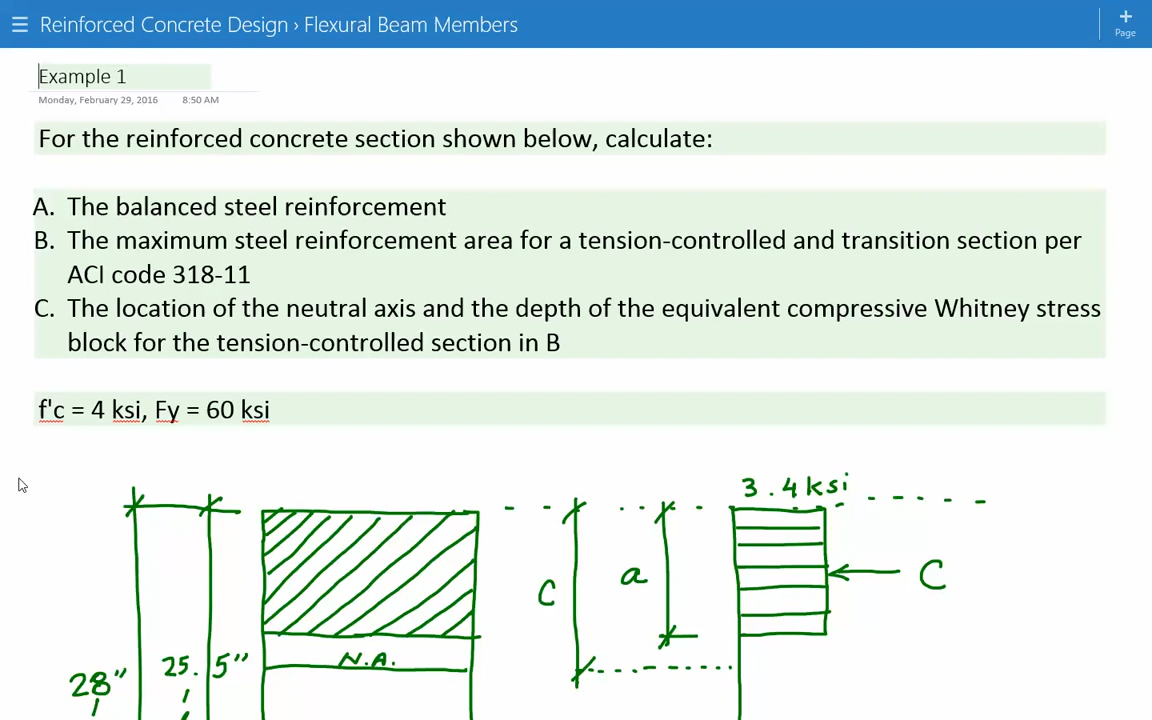 Reinforced Concrete Design › Flexural Beam Members
Page
Example 1
Monday, February 29, 2016 8:50 AM
For the reinforced concrete section shown below, calculate:
A. The balanced steel reinforcement
B. The maximum steel reinforcement area for a tension-controlled and transition section per
ACI code 318-11
C. The location of the neutral axis and the depth of the equivalent compressive Whitney stress
block for the tension-controlled section in B
f'c = 4 ksi, Fy = 60 ksi
3.4 ksi
C
a
C
N.A.
25.5"
28"